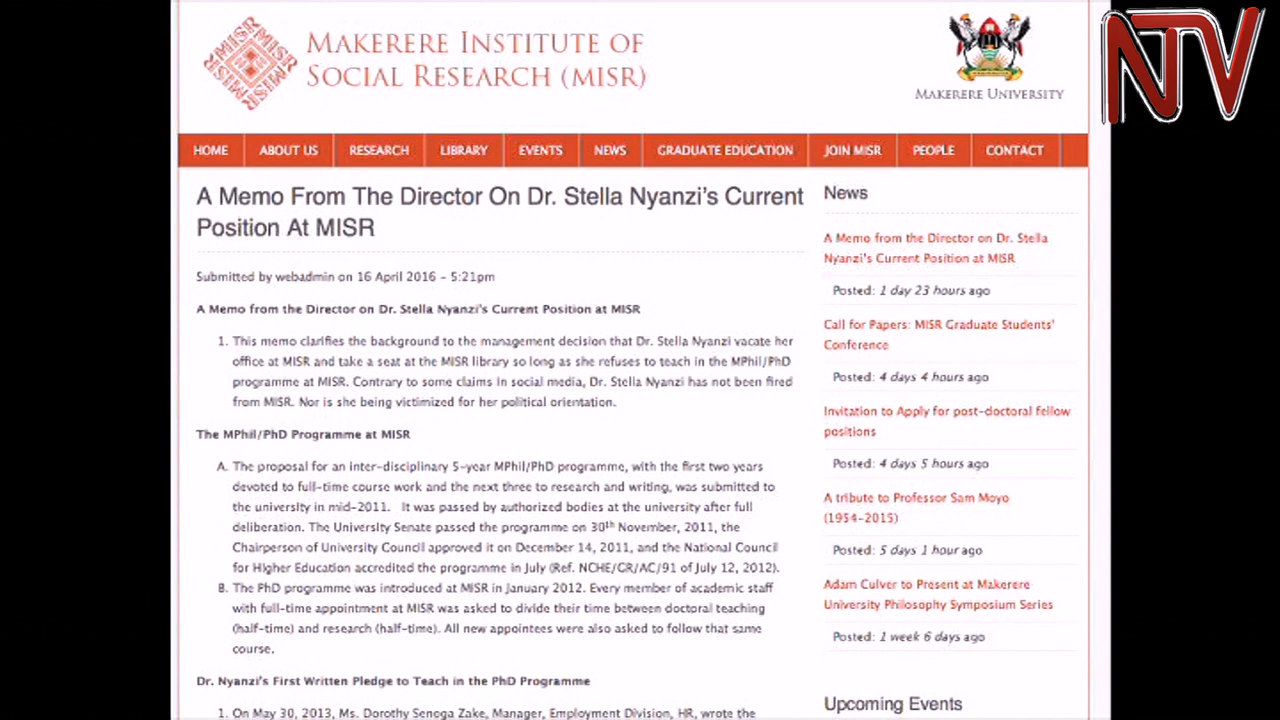 MAKERERE INSTITUTE OF
SOCIAL RESEARCH (MISR)
MAKERERE UNIVERSITY
NTV
HOME ABOUT US RESEARCH LIBRARY EVENTS NEWS GRADUATE EDUCATION JOIN MISR PEOPLE CONTACT
A Memo From The Director On Dr. Stella Nyanzi's Current
Position At MISR
Submitted by webadmin on 16 April 2016 - 5:21pm
A Memo from the Director on Dr. Stella Nyanzi's Current Position at MISR
1. This memo clarifies the background to the management decision that Dr. Stella Nyanzi vacate her
office at MISR and take a seat at the MISR library so long as she refuses to teach in the MPhil/PhD
programme at MISR. Contrary to some claims in social media, Dr. Stella Nyanzi has not been fired
from MISR. Nor is she being victimized for her political orientation.
The MPhil/PhD Programme at MISR
A. The proposal for an inter-disciplinary 5-year MPhil/PhD programme, with the first two years
devoted to full-time course work and the next three to research and writing, was submitted to
the university in mid-2011. It was passed by authorized bodies at the university after full
deliberation. The University Senate passed the programme on 30th November, 2011, the
Chairperson of University Council approved it on December 14, 2011, and the National Council
for Higher Education accredited the programme in July (Ref. NCHE/GR/AC/91 of July 12, 2012).
B. The PhD programme was introduced at MISR in January 2012. Every member of academic staff
with full-time appointment at MISR was asked to divide their time between doctoral teaching
(half-time) and research (half-time). All new appointees were also asked to follow that same
course.
Dr. Nyanzi's First Written Pledge to Teach in the PhD Programme
1. On May 30, 2013, Ms. Dorothy Senoga Zake, Manager, Employment Division, HR, wrote the
News
A Memo from the Director on Dr. Stella
Nyanzi's Current Position at MISR
Posted: 1 day 23 hours ago
Call for Papers: MISR Graduate Students'
Conference
Posted: 4 days 4 hours ago
Invitation to Apply for post-doctoral fellow
positions
Posted: 4 days 5 hours ago
A tribute to Professor Sam Moyo
(1954-2015)
Posted: 5 days 1 hour ago
Adam Culver to Present at Makerere
University Philosophy Symposium Series
Posted: 1 week 6 days ago
Upcoming Events